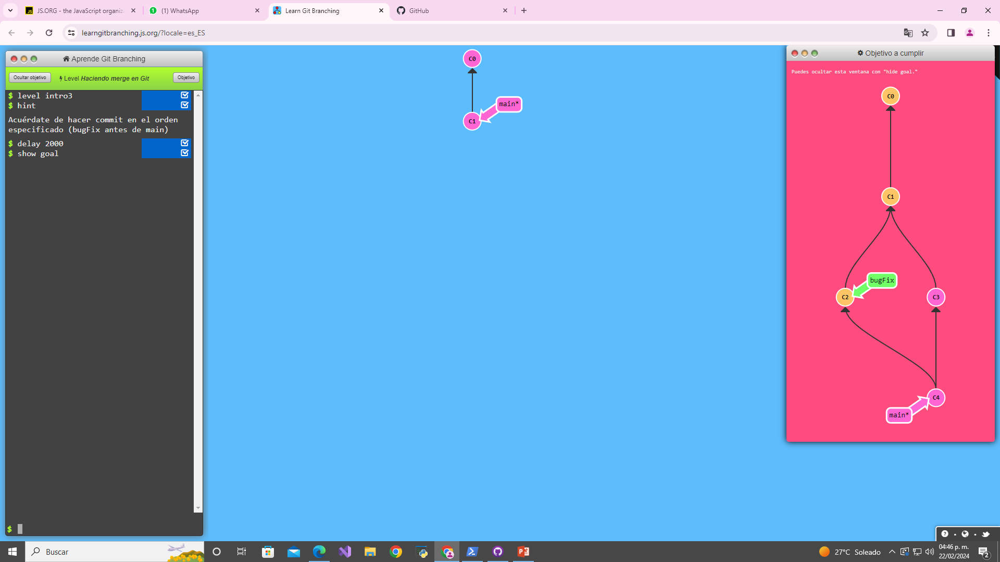 JS.ORG - the JavaScript organiz
(1) WhatsApp
Learn Git Branching
GitHub
learngitbranching.js.org/?locale=es_ES
Aprende Git Branching
Ocultar objetivo
Level Haciendo merge en Git
Objetivo
$ level intro3
$ hint
Acuérdate de hacer commit en el orden
especificado (bugFix antes de main)
$ delay 2000
$ show goal
$
C0
main*
C1
Objetivo a cumplir
Puedes ocultar esta ventana con "hide goal."
C0
C1
bugFix
C2
C3
C4
main*
Buscar
27°C Soleado
04:46 p. m.
22/02/2024
2